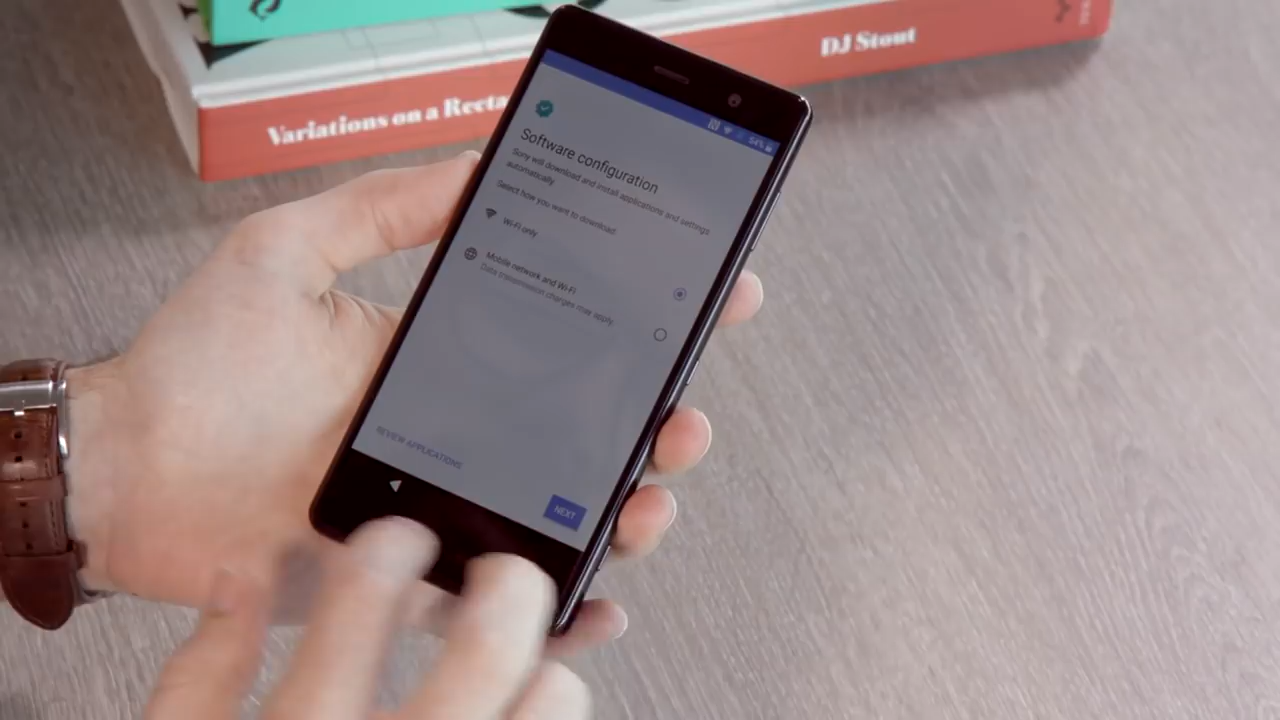 DJ Stout
Variations on a Recta
54%
Software configuration
Sony will download and install applications and settings
automatically.
Select how you want to download:
Wi-Fi only
Mobile network and Wi-Fi
Data transmission charges may apply.
REVIEW APPLICATIONS
NEXT